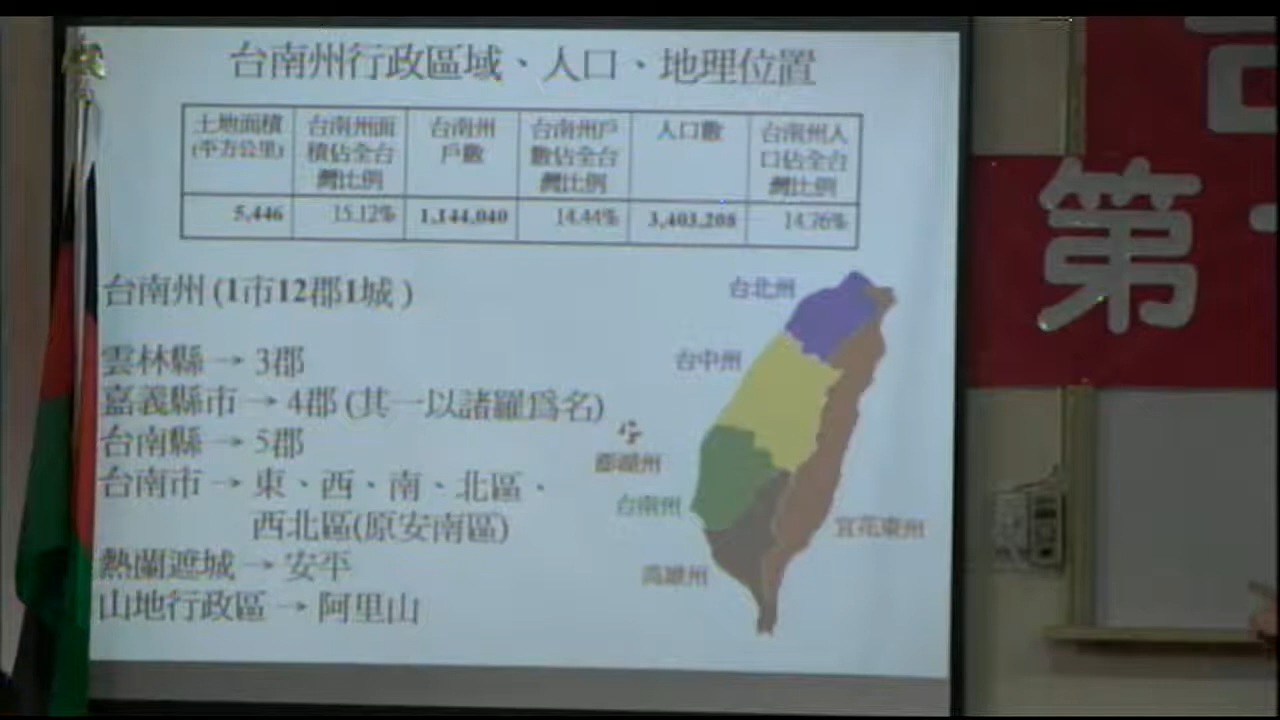 台南州行政區域、人口、地理位置
土地面積
(平方公里)
台南州面
積佔全台
灣比例
台南州
戶數
台南州戶
數佔全台
灣比例
人口數
台南州人
口佔全台
灣比例
5,446
15.12%
1,144,040
14.44%
3,403,208
14.76%
台南州 (1市12郡1城 )
雲林縣 → 3郡
嘉義縣市 → 4郡 (其一以諸羅為名)
台南縣 → 5郡
台南市 → 東、西、南、北區、
西北區(原安南區)
熱蘭遮城 → 安平
山地行政區 → 阿里山
台北州
台中州
澎湖州
台南州
高雄州
宜花東州
第